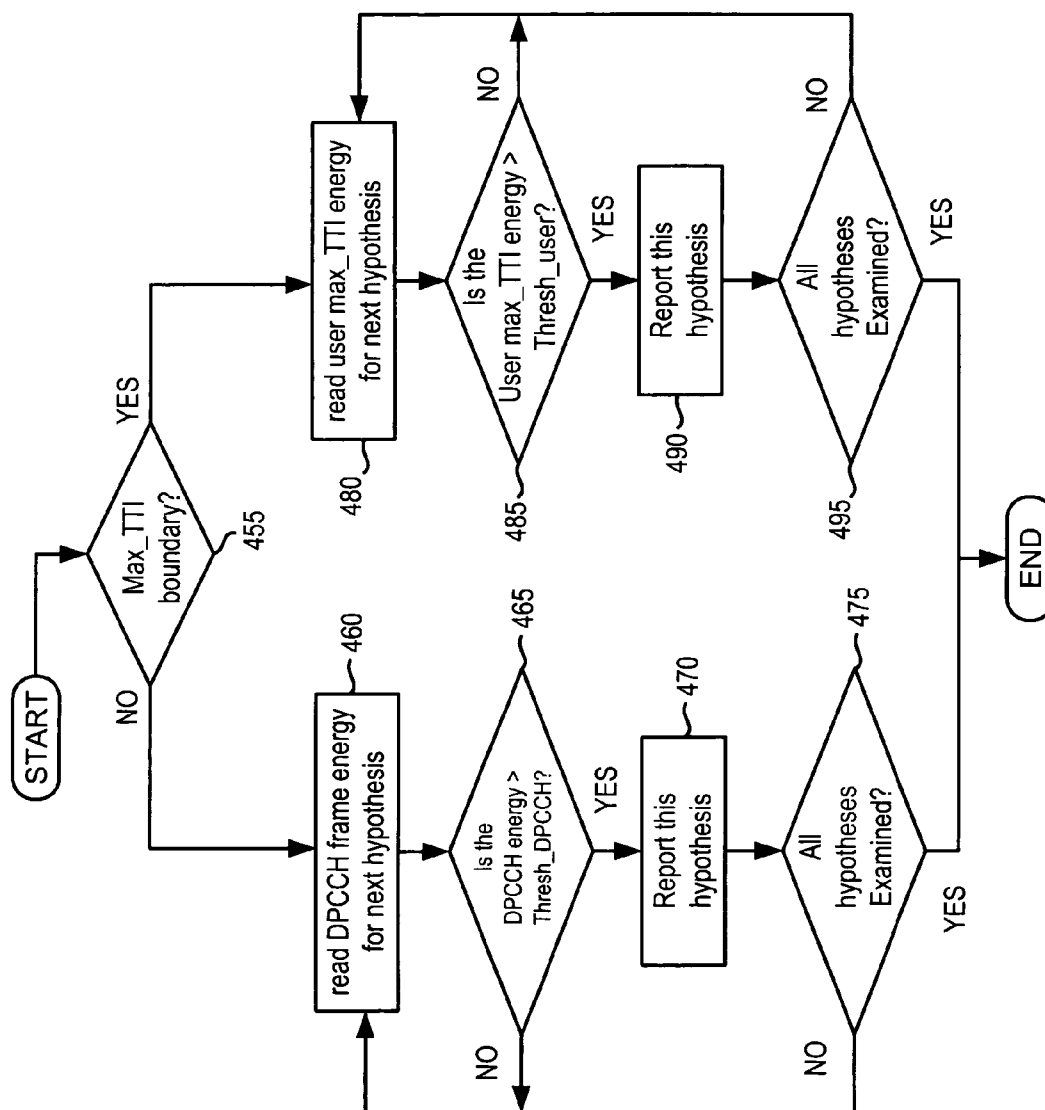 START
Max_TTI
boundary?
455
NO
YES
read DPCCH frame energy
for next hypothesis
460
Is the
DPCCH energy >
Thresh_DPCCH?
465
NO
YES
Report this
hypothesis
470
All
hypotheses
Examined?
475
NO
YES
read user max_TTI energy
for next hypothesis
480
Is the
User max_TTI energy >
Thresh_user?
485
NO
YES
Report this
hypothesis
490
All
hypotheses
Examined?
495
NO
YES
END